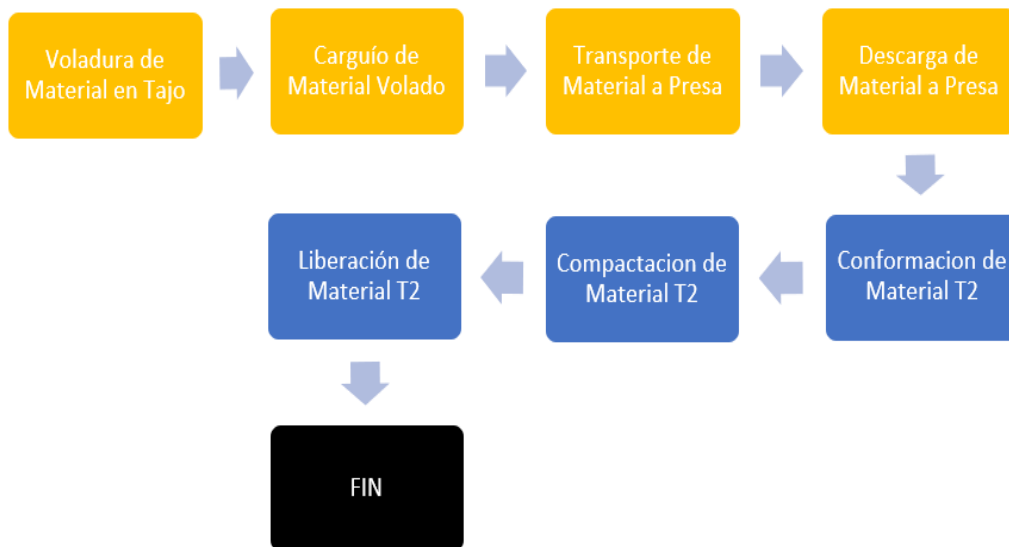 Voladura de
Material en Tajo
Carguío de
Material Volado
Transporte de
Material a Presa
Descarga de
Material a Presa
Conformacion de
Material T2
Compactacion de
Material T2
Liberación de
Material T2
FIN